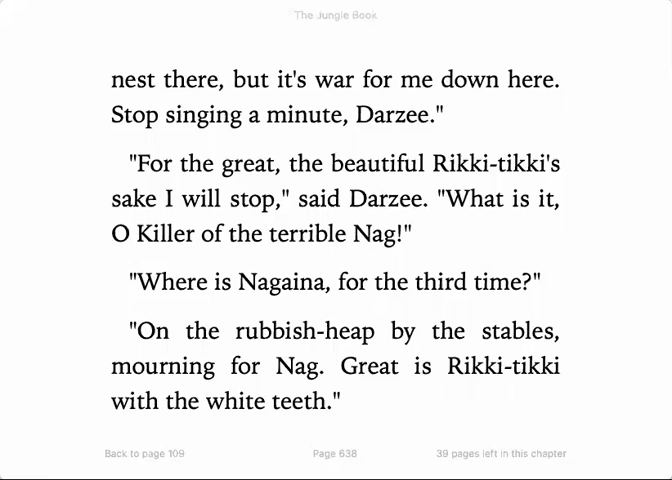 The Jungle Book
nest there, but it's war for me down here.
Stop singing a minute, Darzee."
"For the great, the beautiful Rikki-tikki's
sake I will stop," said Darzee. "What is it,
O Killer of the terrible Nag!"
"Where is Nagaina, for the third time?"
"On the rubbish-heap by the stables,
mourning for Nag. Great is Rikki-tikki
with the white teeth."
Back to page 109 Page 638 39 pages left in this chapter